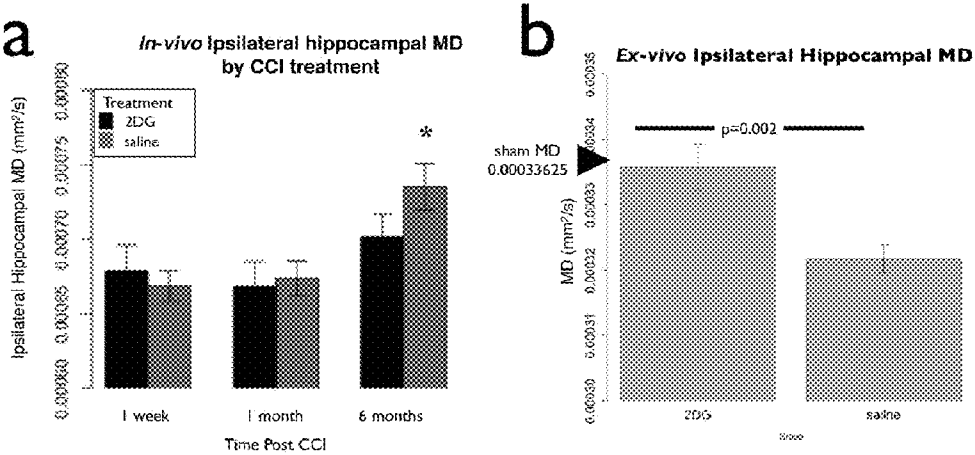 a
In-vivo Ipsilateral hippocampal MD
by CCI treatment
Ipsilateral Hippocampal MD (mm²/s)
0.00080
0.00075
0.00070
0.00065
0.00060
Treatment
2DG
saline
*
1 week
1 month
6 months
Time Post CCI
b
Ex-vivo Ipsilateral Hippocampal MD
MD (mm²/s)
0.00035
0.00034
0.00033
0.00032
0.00031
0.00030
p=0.002
sham MD
0.00033625
2DG
saline
Group